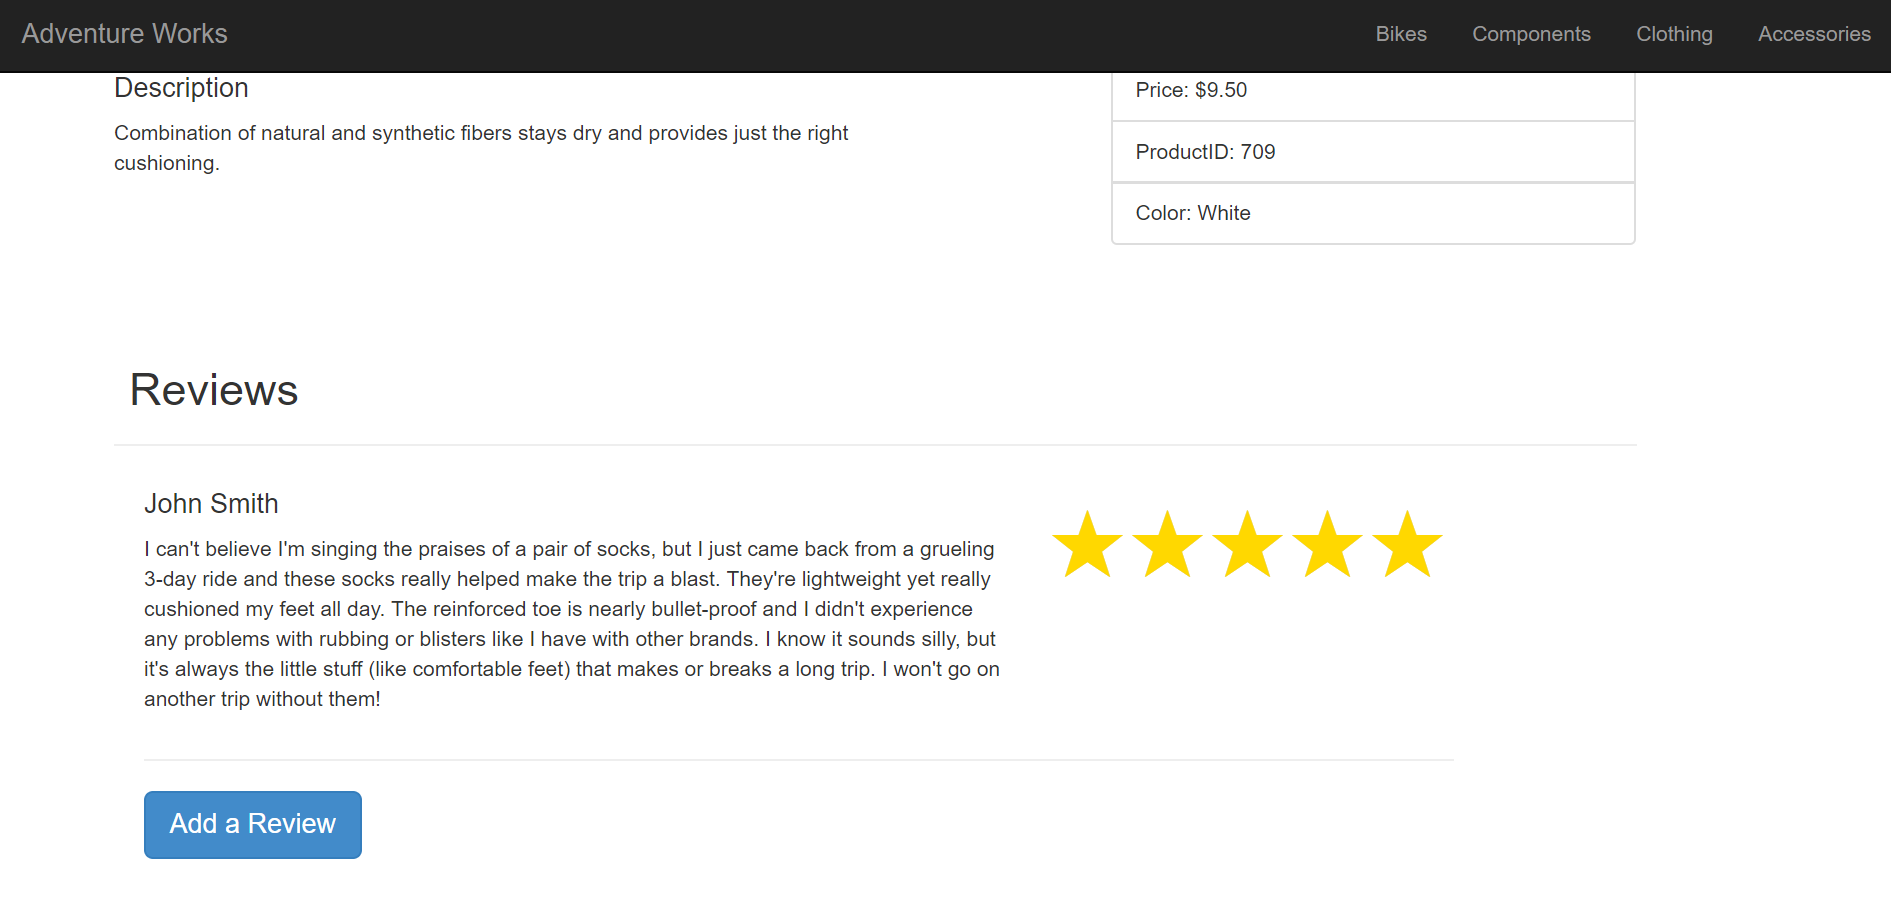 Adventure Works
Bikes
Components
Clothing
Accessories
Description
Combination of natural and synthetic fibers stays dry and provides just the right
cushioning.
Price: $9.50
ProductID: 709
Color: White
Reviews
John Smith
I can't believe I'm singing the praises of a pair of socks, but I just came back from a grueling
3-day ride and these socks really helped make the trip a blast. They're lightweight yet really
cushioned my feet all day. The reinforced toe is nearly bullet-proof and I didn't experience
any problems with rubbing or blisters like I have with other brands. I know it sounds silly, but
it's always the little stuff (like comfortable feet) that makes or breaks a long trip. I won't go on
another trip without them!
Add a Review